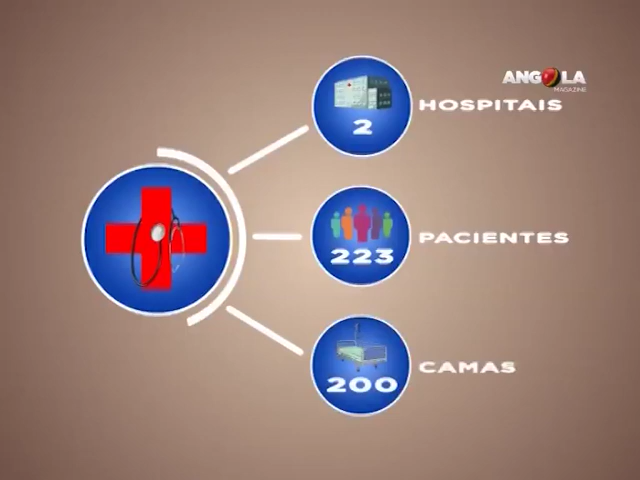 ANGOLA
MAGAZINE
HOSPITAIS
2
PACIENTES
223
CAMAS
200